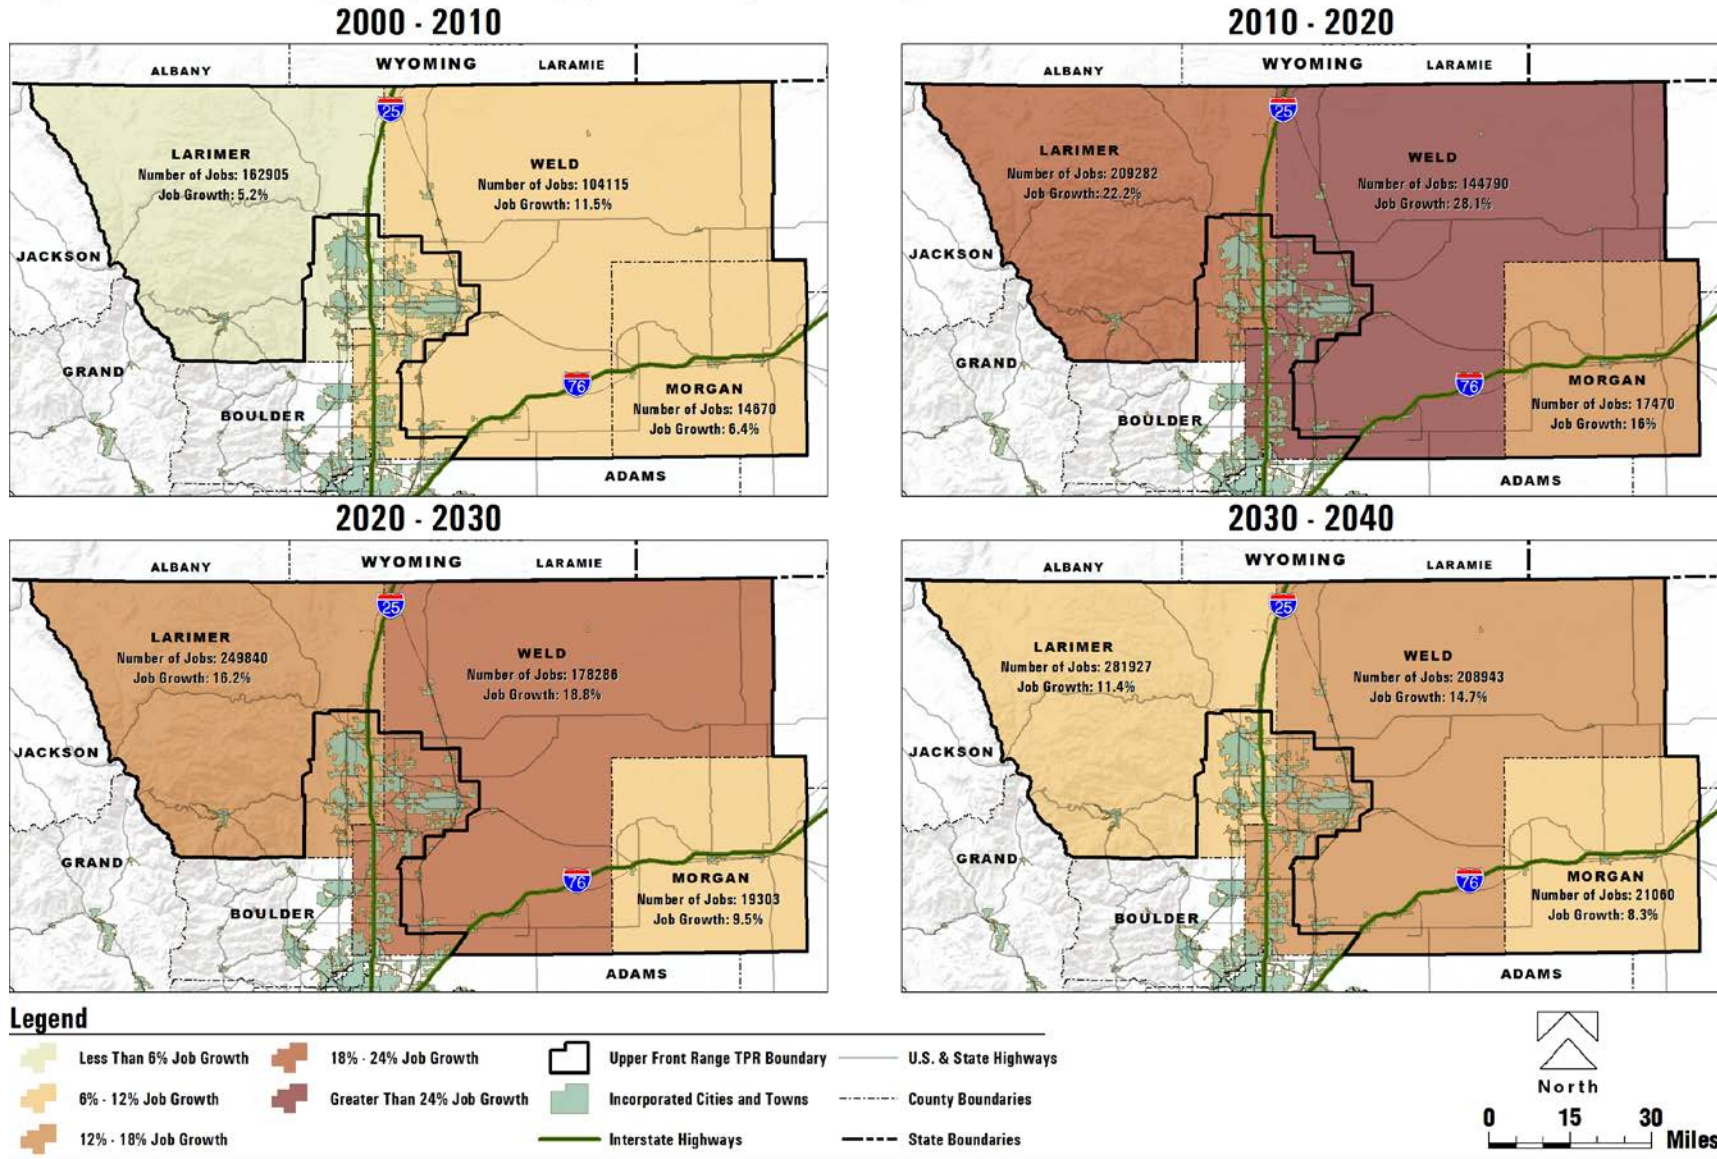 2000 - 2010
ALBANY
WYOMING
LARAMIE
25
LARIMER
Number of Jobs: 162905
Job Growth: 5.2%
WELD
Number of Jobs: 104115
Job Growth: 11.5%
JACKSON
GRAND
BOULDER
76
MORGAN
Number of Jobs: 14670
Job Growth: 6.4%
ADAMS
2010 - 2020
ALBANY
WYOMING
LARAMIE
25
LARIMER
Number of Jobs: 209282
Job Growth: 22.2%
WELD
Number of Jobs: 144790
Job Growth: 28.1%
JACKSON
GRAND
BOULDER
76
MORGAN
Number of Jobs: 17470
Job Growth: 16%
ADAMS
2020 - 2030
ALBANY
WYOMING
LARAMIE
25
LARIMER
Number of Jobs: 249840
Job Growth: 16.2%
WELD
Number of Jobs: 178286
Job Growth: 18.8%
JACKSON
GRAND
BOULDER
76
MORGAN
Number of Jobs: 19303
Job Growth: 9.5%
ADAMS
2030 - 2040
ALBANY
WYOMING
LARAMIE
25
LARIMER
Number of Jobs: 281927
Job Growth: 11.4%
WELD
Number of Jobs: 208943
Job Growth: 14.7%
JACKSON
GRAND
BOULDER
76
MORGAN
Number of Jobs: 21060
Job Growth: 8.3%
ADAMS
Legend
Less Than 6% Job Growth
6% - 12% Job Growth
12% - 18% Job Growth
18% - 24% Job Growth
Greater Than 24% Job Growth
Upper Front Range TPR Boundary
Incorporated Cities and Towns
Interstate Highways
U.S. & State Highways
County Boundaries
State Boundaries
North
0 15 30
Miles